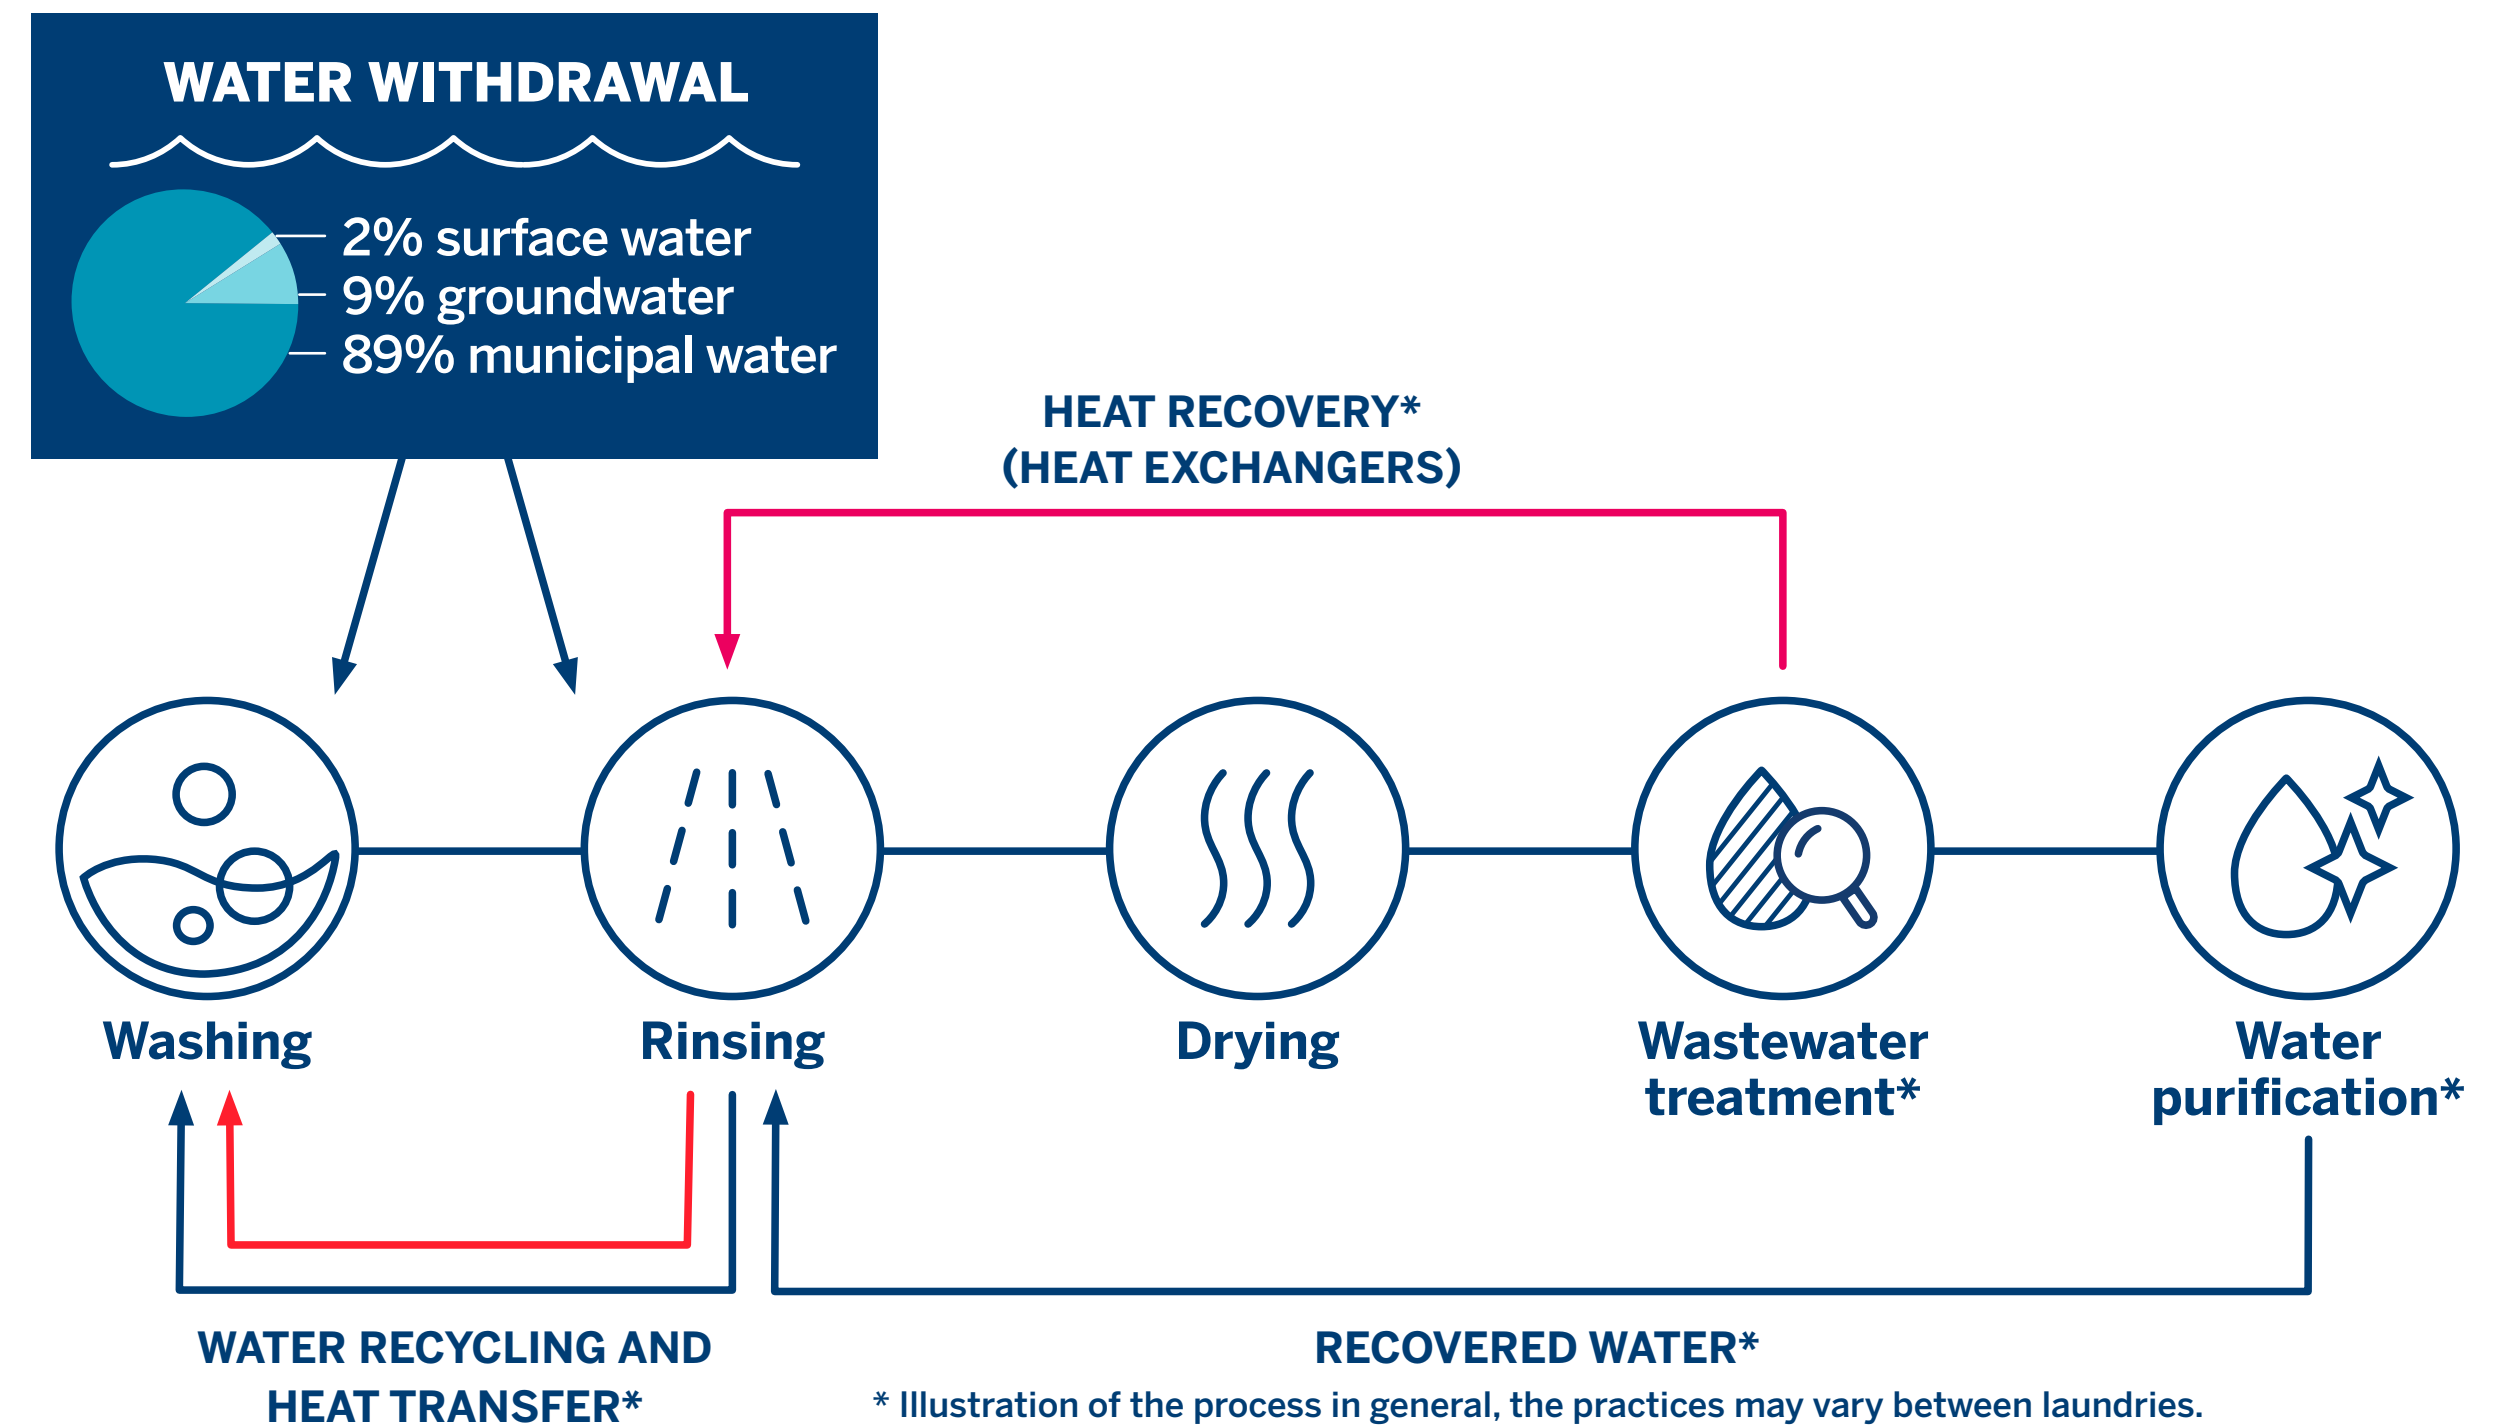 WATER WITHDRAWAL
2% surface water
9% groundwater
89% municipal water
HEAT RECOVERY*
(HEAT EXCHANGERS)
Washing
Rinsing
Drying
Wastewater
treatment*
Water
purification*
WATER RECYCLING AND
HEAT TRANSFER*
RECOVERED WATER*
* Illustration of the process in general, the practices may vary between laundries.